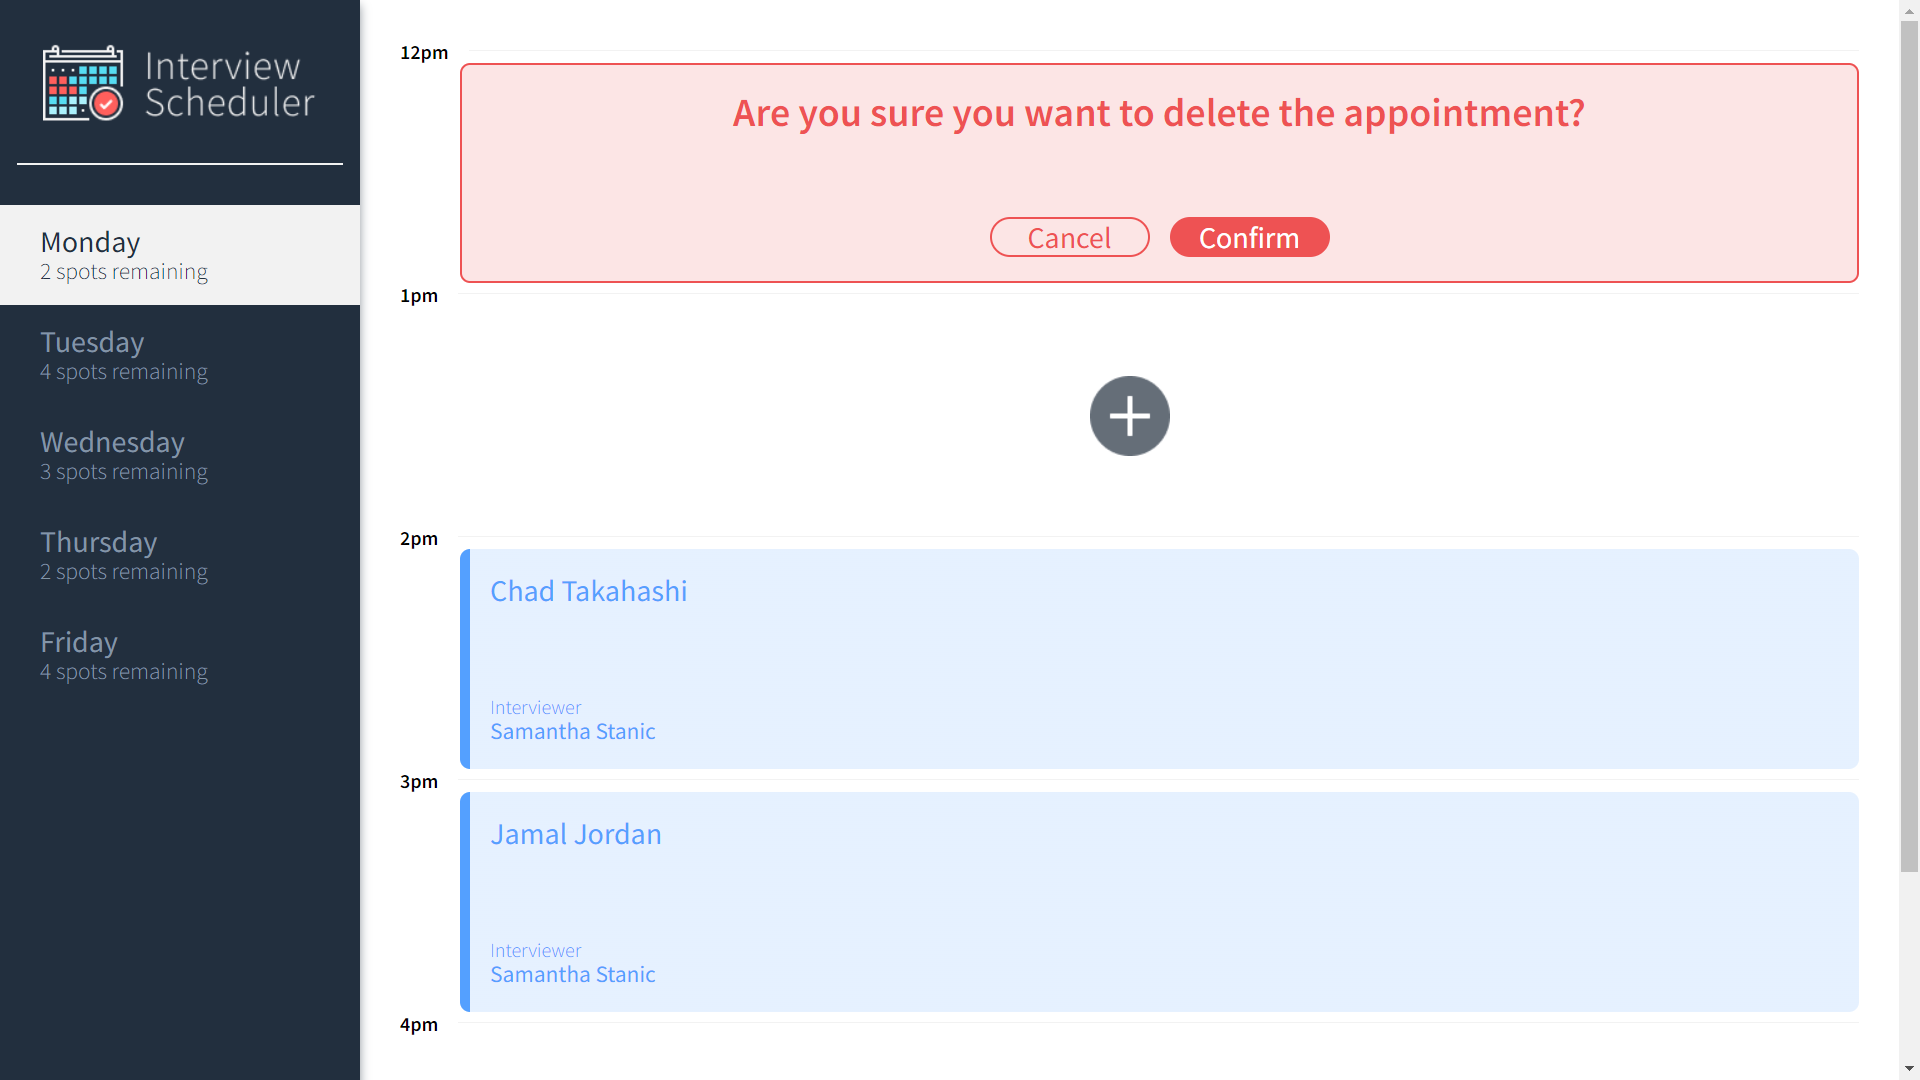 Interview
Scheduler
Monday
2 spots remaining
Tuesday
4 spots remaining
Wednesday
3 spots remaining
Thursday
2 spots remaining
Friday
4 spots remaining
12pm
Are you sure you want to delete the appointment?
Cancel
Confirm
1pm
2pm
Chad Takahashi
Interviewer
Samantha Stanic
3pm
Jamal Jordan
Interviewer
Samantha Stanic
4pm